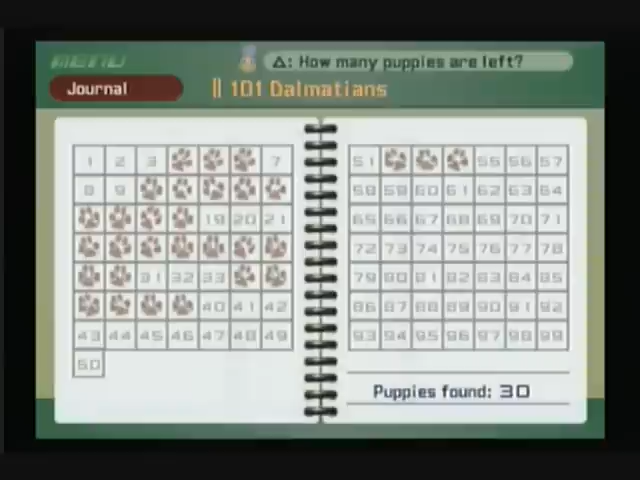 MENU
△: How many puppies are left?
Journal
101 Dalmatians
1 2 3 7
8 9
19 20 21
31 32 33
40 41 42
43 44 45 46 47 48 49
50
51 55 56 57
58 59 60 61 62 63 64
65 66 67 68 69 70 71
72 73 74 75 76 77 78
79 80 81 82 83 84 85
86 87 88 89 90 91 92
93 94 95 96 97 98 99
Puppies found: 30